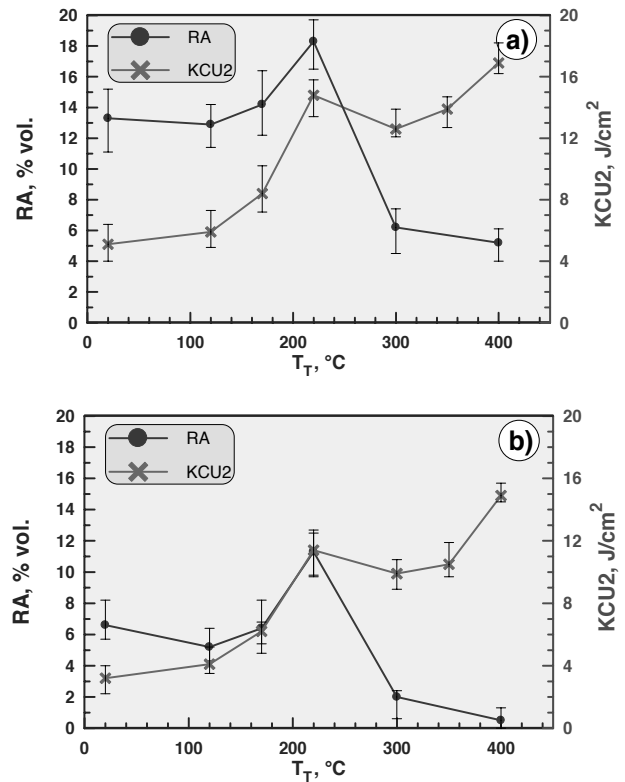 a)
RA
KCU2
20 18 16 14 12 10 8 6 4 2 0
RA, % vol.
20 16 12 8 4 0
KCU2, J/cm²
0 100 200 300 400
T_T, °C
b)
RA
KCU2
20 18 16 14 12 10 8 6 4 2 0
RA, % vol.
20 16 12 8 4 0
KCU2, J/cm²
0 100 200 300 400
T_T, °C